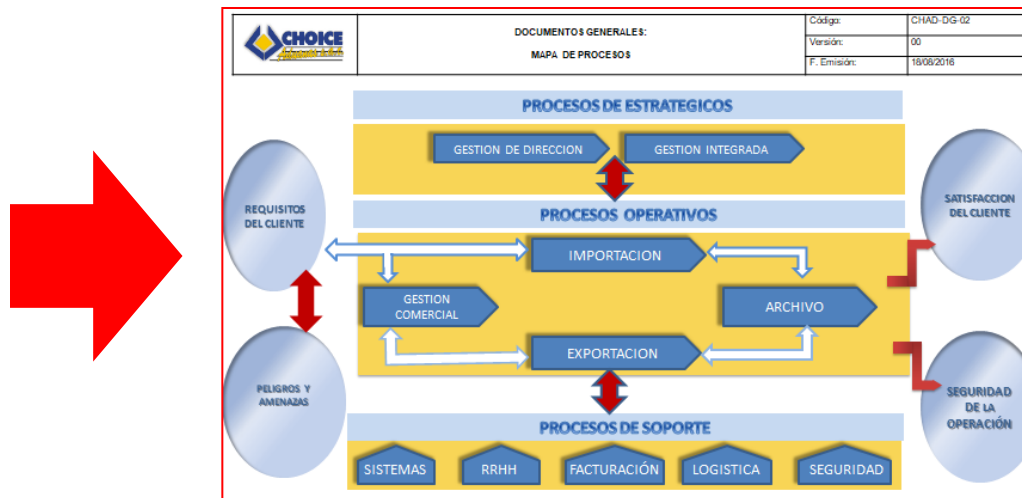 CHOICE
DOCUMENTOS GENERALES:
MAPA DE PROCESOS
Código:
CHAD-DG-02
Versión:
00
F. Emisión:
18/08/2016
PROCESOS DE ESTRATEGICOS
GESTION DE DIRECCION
GESTION INTEGRADA
REQUISITOS
DEL CLIENTE
SATISFACCION
DEL CLIENTE
PROCESOS OPERATIVOS
IMPORTACION
GESTION
COMERCIAL
ARCHIVO
EXPORTACION
PELIGROS Y
AMENAZAS
SEGURIDAD
DE LA
OPERACIÓN
PROCESOS DE SOPORTE
SISTEMAS
RRHH
FACTURACIÓN
LOGISTICA
SEGURIDAD